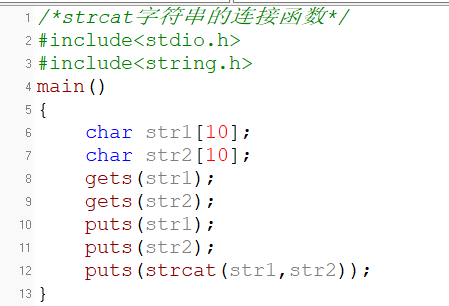 1 /*strcat字符串的连接函数*/
2 #include<stdio.h>
3 #include<string.h>
4 main()
5 {
6     char str1[10];
7     char str2[10];
8     gets(str1);
9     gets(str2);
10     puts(str1);
11     puts(str2);
12     puts(strcat(str1,str2));
13 }